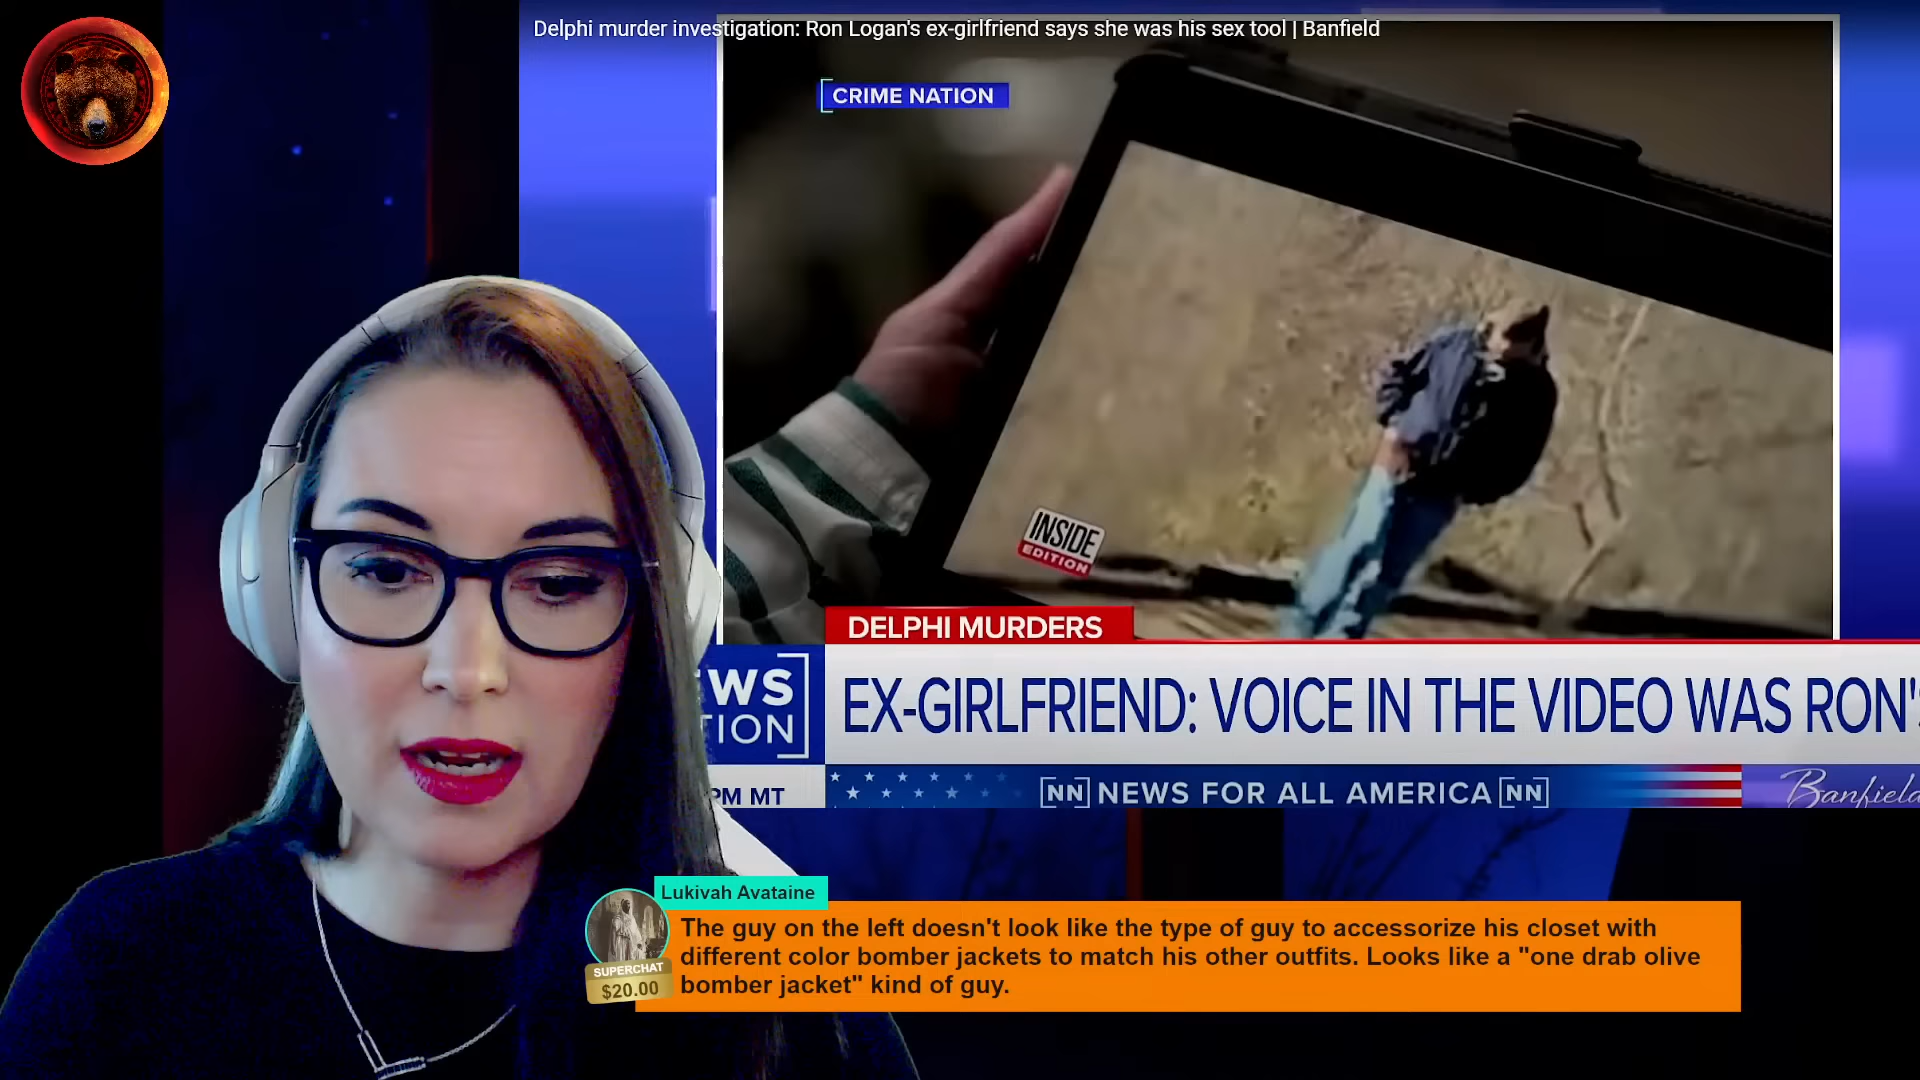 Delphi murder investigation: Ron Logan's ex-girlfriend says she was his sex tool | Banfield
CRIME NATION
INSIDE
EDITION
DELPHI MURDERS
WS
TION
EX-GIRLFRIEND: VOICE IN THE VIDEO WAS RON'S
PM MT
NN NEWS FOR ALL AMERICA NN
Banfield
Lukivah Avataine
The guy on the left doesn't look like the type of guy to accessorize his closet with
different color bomber jackets to match his other outfits. Looks like a "one drab olive
bomber jacket" kind of guy.
SUPERCHAT
$20.00